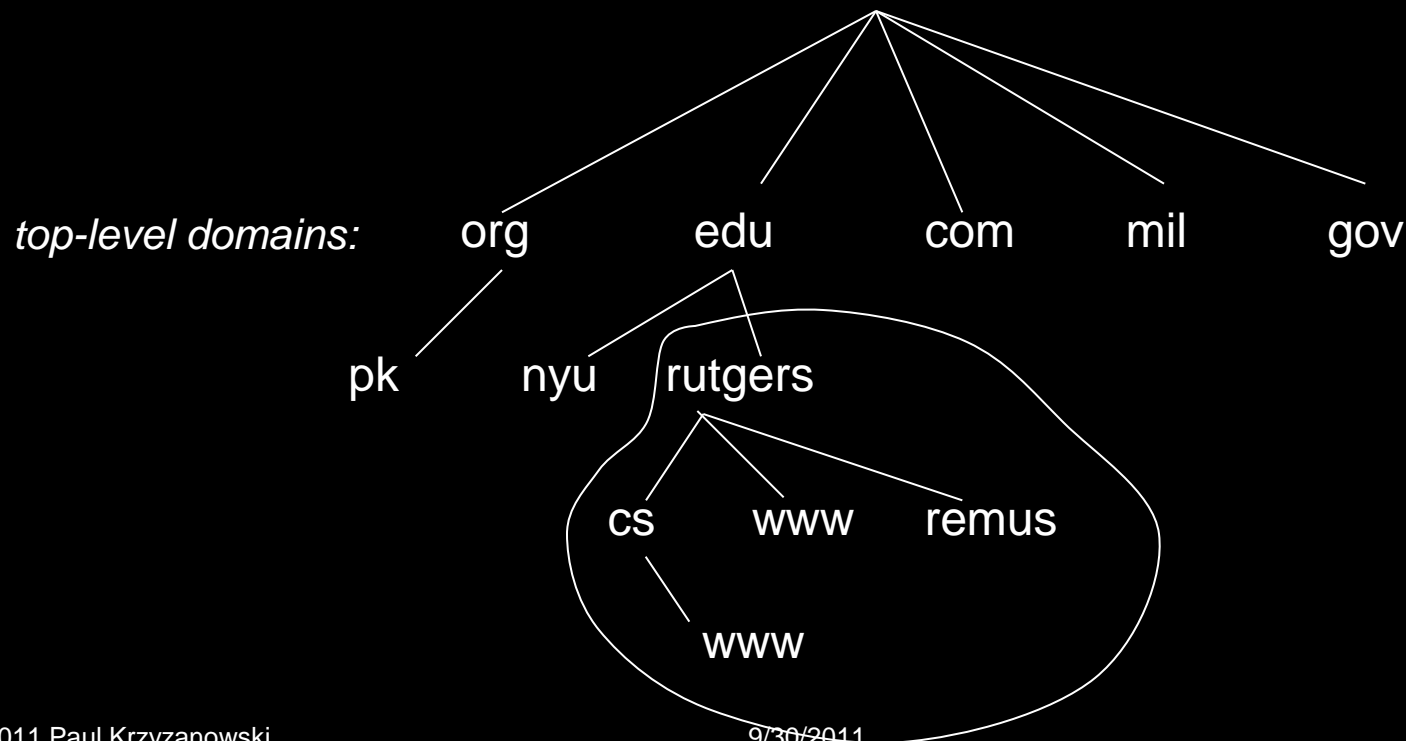 top-level domains: org edu com mil gov
pk nyu rutgers
cs www remus
www
011 Paul Krzyzanowski 9/30/2011